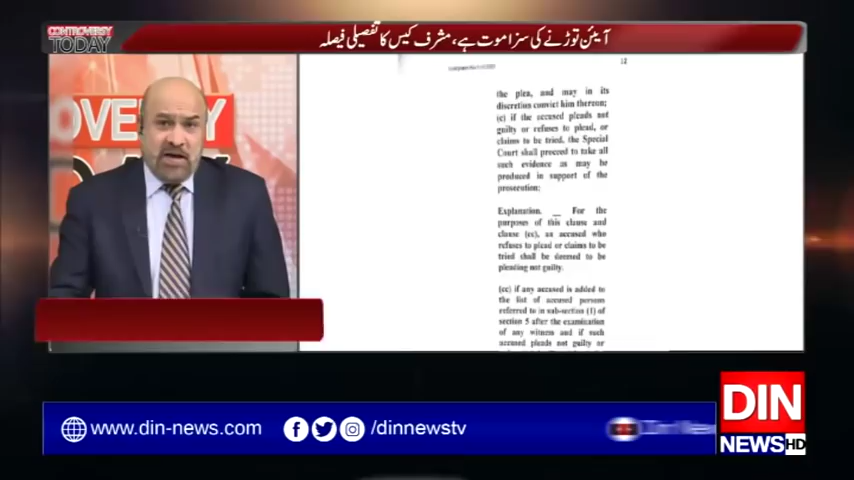 CONTROVERSY
TODAY
آیئن توڑنے کی سزا موت ہے، مشرف کیس کا تفصیلی فیصلہ
12
the plea, and may in its
discretion convict him thereon;
(c) if the accused pleads not
guilty or refuses to plead, or
claims to be tried, the Special
Court shall proceed to take all
such evidence as may be
produced in support of the
prosecution:
Explanation. __ For the
purposes of this clause and
clause (cc), an accused who
refuses to plead or claims to be
tried shall be deemed to be
pleading not guilty.
(cc) if any accused is added to
the list of accused persons
referred to in sub-section (1) of
section 5 after the examination
of any witness and if such
accused pleads not guilty or
OVERSY
www.din-news.com
/dinnewstv
Din News
DIN
NEWS HD